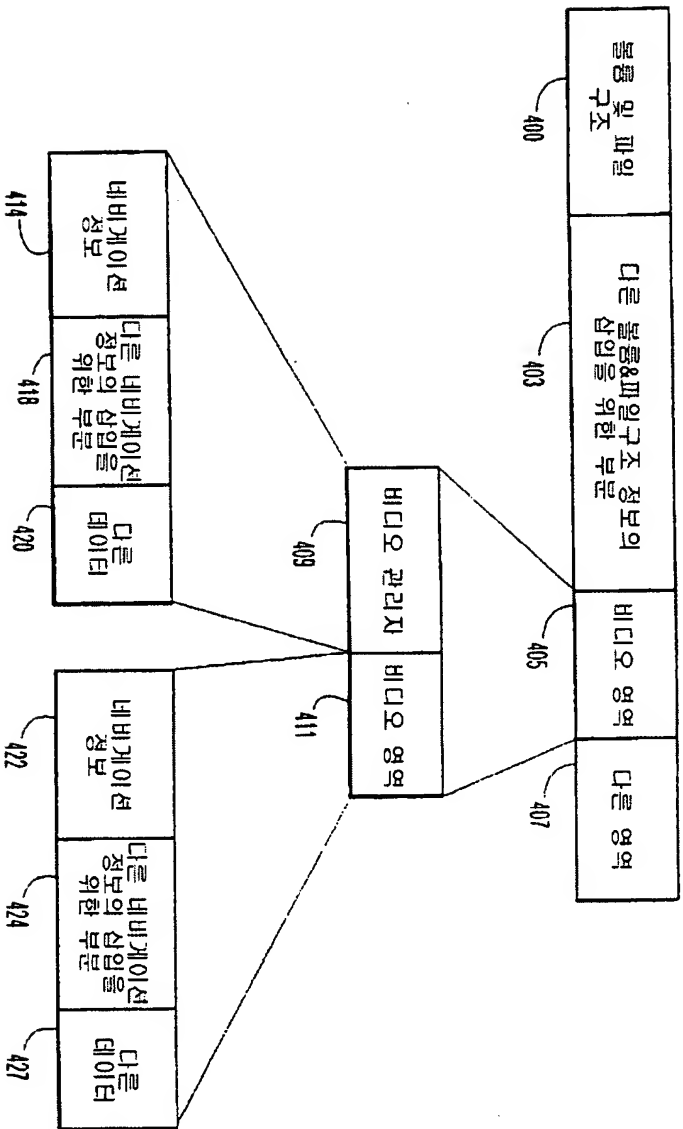 볼륨 및 파일
구조
400
다른 볼륨&파일구조 정보의
삽입을 위한 부분
403
비디오 영역
405
다른 영역
407
비디오 관리자
409
비디오 영역
411
네비게이션
정보
414
다른 네비게이션
정보의 삽입을
위한 부분
418
다른
데이터
420
네비게이션
정보
422
다른 네비게이션
정보의 삽입을
위한 부분
424
다른
데이터
427